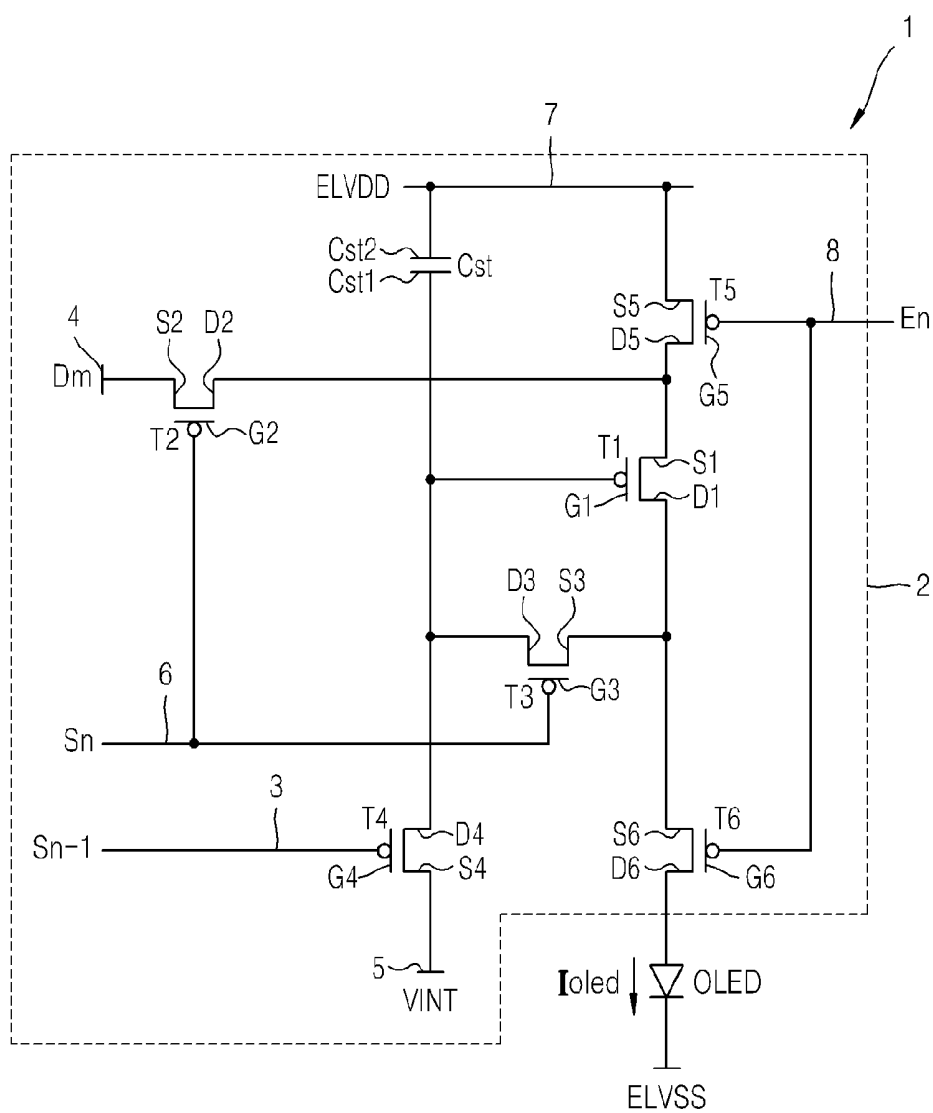 1
7
ELVDD
Cst2
Cst1
Cst
T5
8
S5
En
4
S2
D2
D5
Dm
G5
T2
G2
T1
S1
G1
D1
D3
S3
2
6
T3
G3
Sn
3
T4
D4
S6
T6
Sn-1
G4
S4
D6
G6
5
VINT
Ioled
OLED
ELVSS